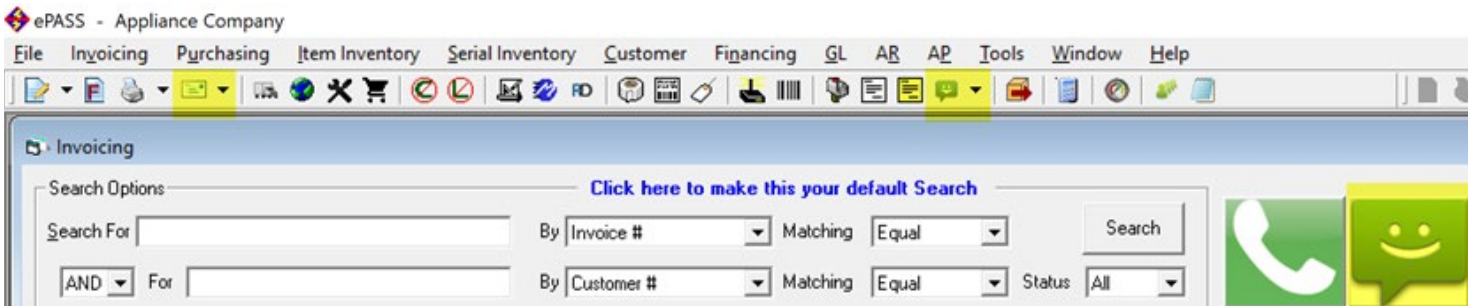 ePASS - Appliance Company
File Invoicing Purchasing Item Inventory Serial Inventory Customer Financing GL AR AP Tools Window Help
Invoicing
Search Options Click here to make this your default Search
Search For By Invoice # Matching Equal Search
AND For By Customer # Matching Equal Status All